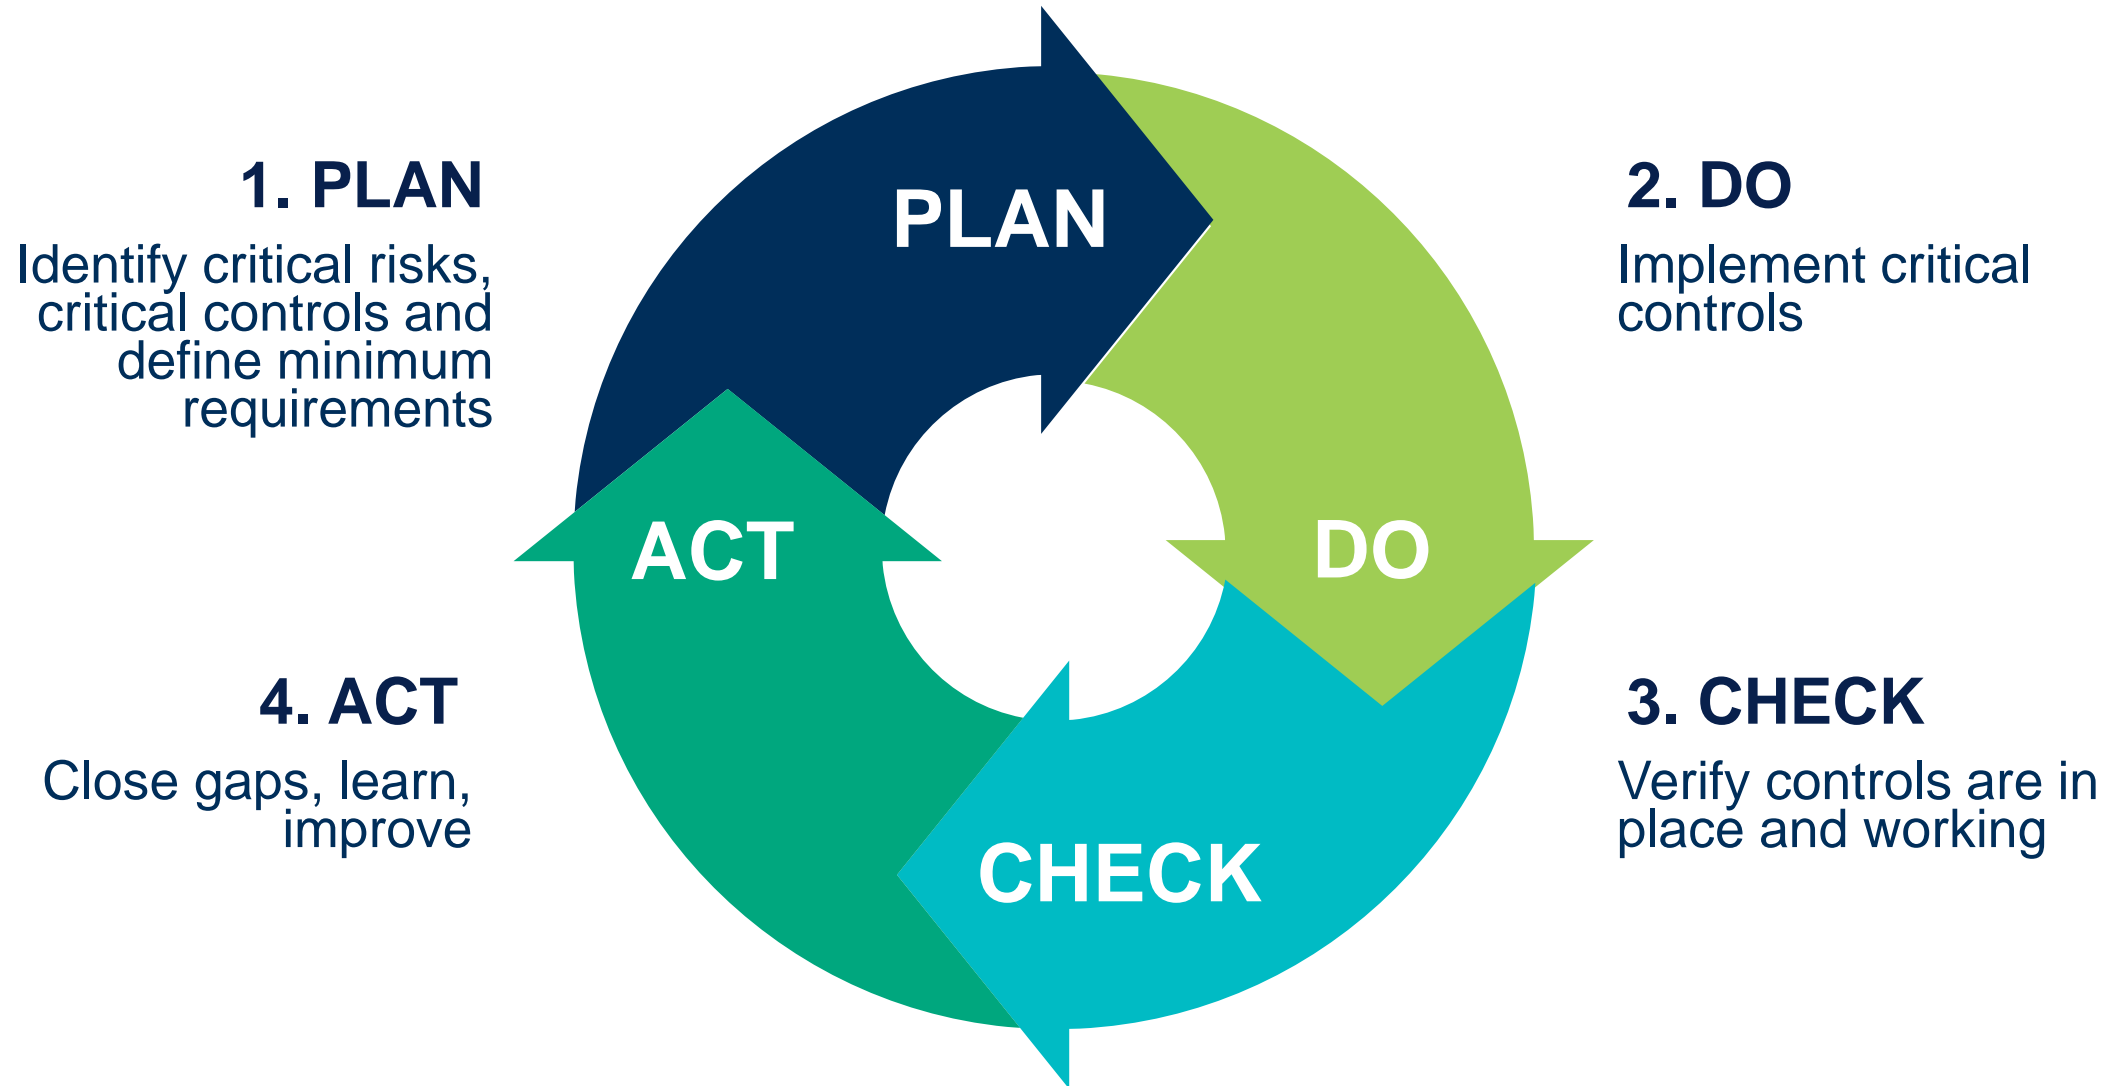 1. PLAN
Identify critical risks,
critical controls and
define minimum
requirements
PLAN
2. DO
Implement critical
controls
ACT
DO
4. ACT
Close gaps, learn,
improve
CHECK
3. CHECK
Verify controls are in
place and working